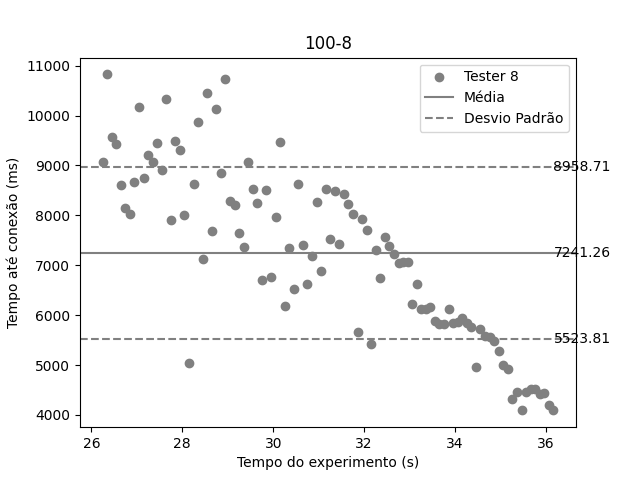 100-8
Tempo até conexão (ms)
11000
10000
9000
8000
7000
6000
5000
4000
Tester 8
Média
Desvio Padrão
8958.71
7241.26
5523.81
26 28 30 32 34 36
Tempo do experimento (s)